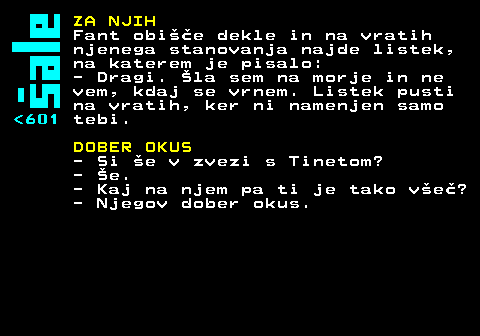 Šale
<601
ZA NJIH
Fant obišče dekle in na vratih
njenega stanovanja najde listek,
na katerem je pisalo:
- Dragi. Šla sem na morje in ne
vem, kdaj se vrnem. Listek pusti
na vratih, ker ni namenjen samo
tebi.
DOBER OKUS
- Si še v zvezi s Tinetom?
- Še.
- Kaj na njem pa ti je tako všeč?
- Njegov dober okus.